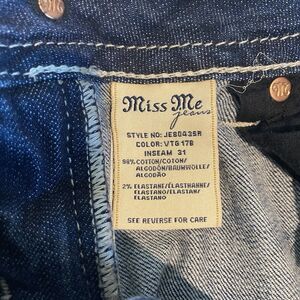 Miss Me
jeans
STYLE NO: JE8043SR
COLOR: VTG 178
INSEAM 31
98% COTTON/COTON/
ALGODÓN/BAUMWOLLE/
ALGODÃO
2% ELASTANE/ÉLASTHANNE/
ELASTANO/ELASTAN/
ELASTANO
SEE REVERSE FOR CARE